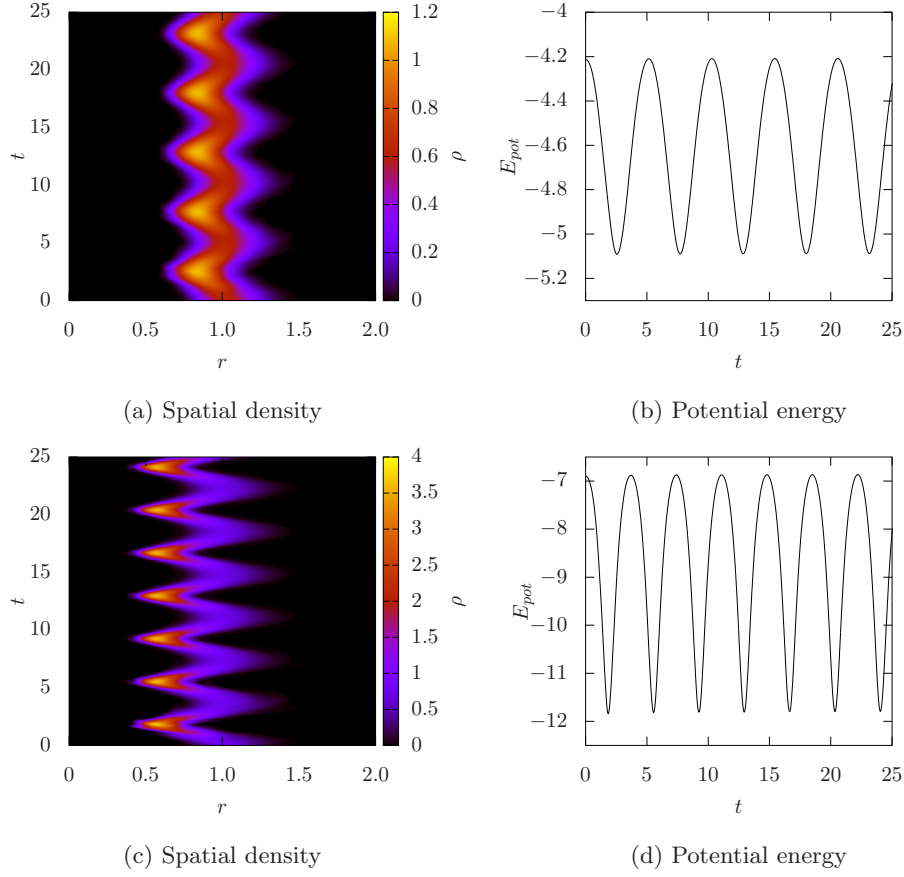 25
20
15
10
5
0
t
0 0.5 1.0 1.5 2.0
r
1.2
1
0.8
0.6
0.4
0.2
0
ρ
(a) Spatial density
−4
−4.2
−4.4
−4.6
−4.8
−5
−5.2
E_pot
0 5 10 15 20 25
t
(b) Potential energy
25
20
15
10
5
0
t
0 0.5 1.0 1.5 2.0
r
4
3.5
3
2.5
2
1.5
1
0.5
0
ρ
(c) Spatial density
−7
−8
−9
−10
−11
−12
E_pot
0 5 10 15 20 25
t
(d) Potential energy